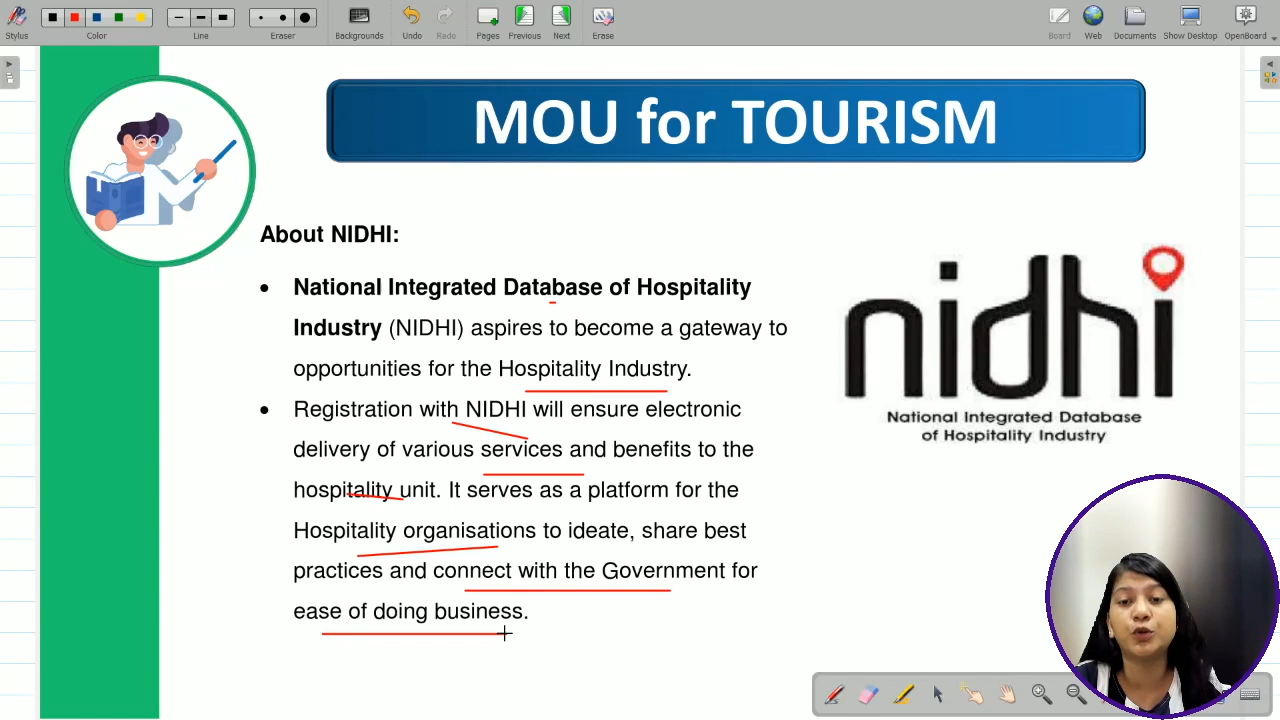 Stylus
Color
Line
Eraser
Backgrounds
Undo
Redo
Pages
Previous
Next
Erase
Board
Web
Documents
Show Desktop
OpenBoard
MOU for TOURISM
About NIDHI:
• National Integrated Database of Hospitality
Industry (NIDHI) aspires to become a gateway to
opportunities for the Hospitality Industry.
• Registration with NIDHI will ensure electronic
delivery of various services and benefits to the
hospitality unit. It serves as a platform for the
Hospitality organisations to ideate, share best
practices and connect with the Government for
ease of doing business.
nidhi
National Integrated Database
of Hospitality Industry